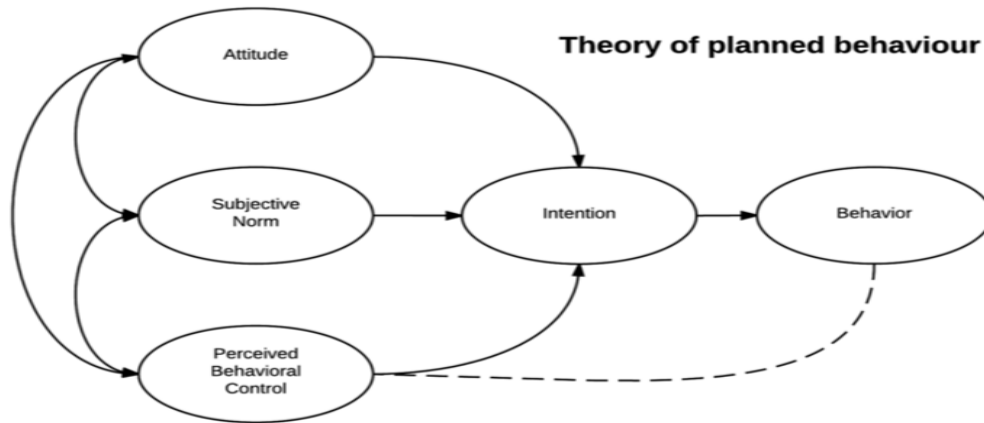 Theory of planned behaviour
Attitude
Subjective
Norm
Intention
Behavior
Perceived
Behavioral
Control